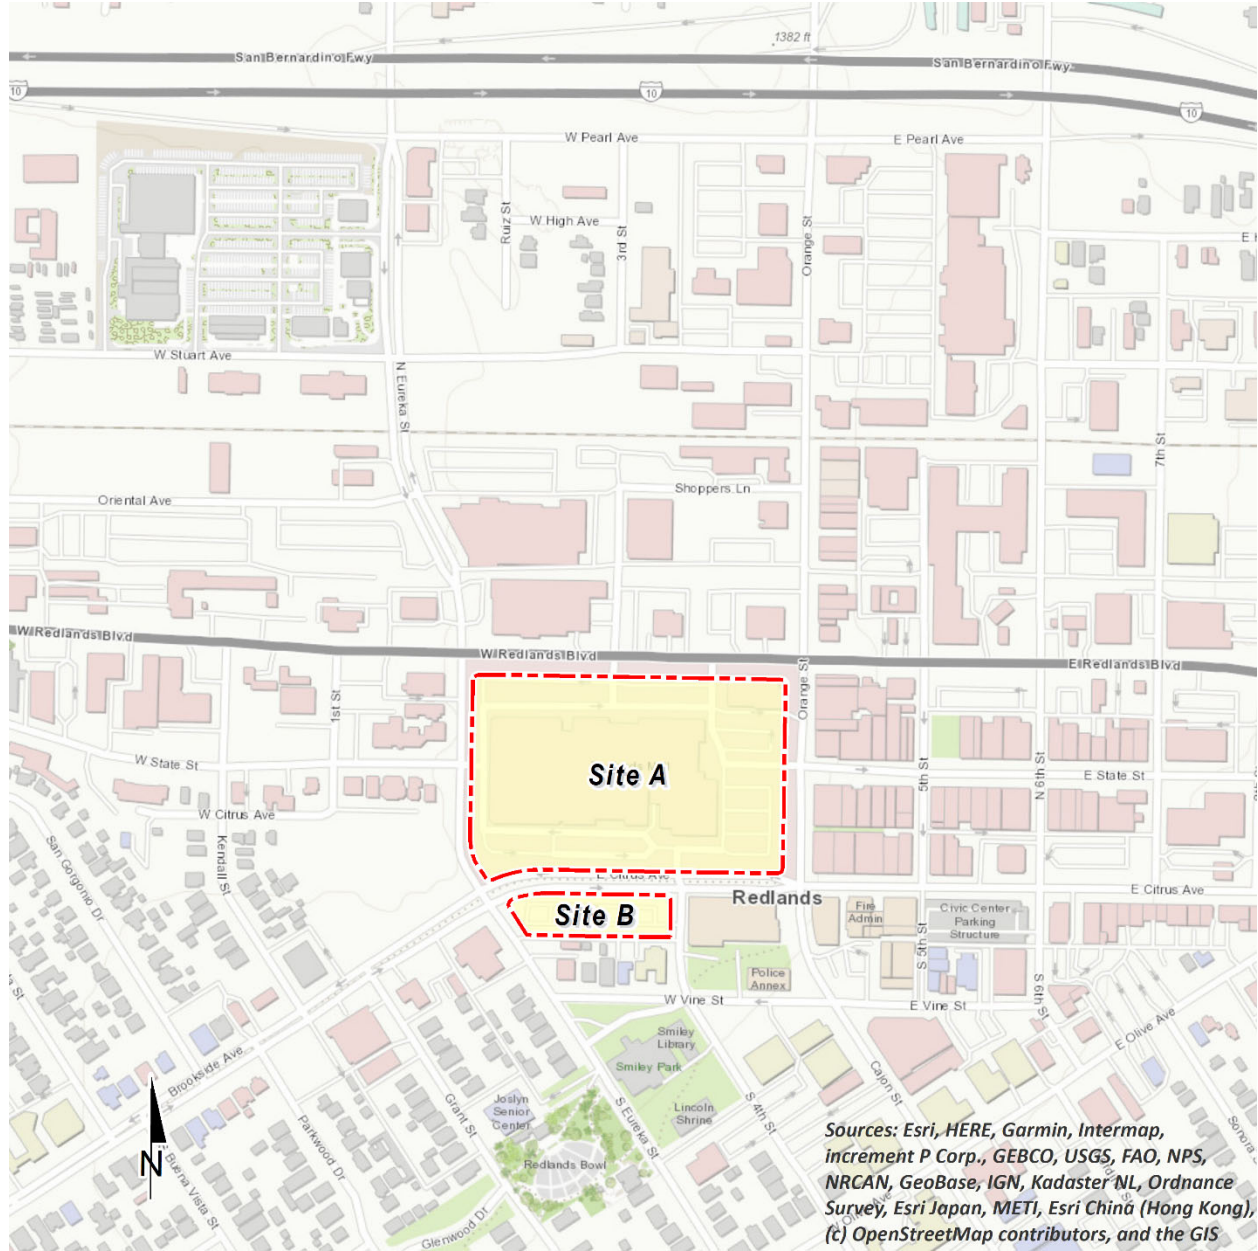 1382 ft
San Bernardino Fwy
San Bernardino Fwy
10
10
10
W Pearl Ave
E Pearl Ave
Ruiz St
W High Ave
3rd St
Orange St
W Stuart Ave
N Eureka St
7th St
Oriental Ave
Shoppers Ln
W Redlands Blvd
W Redlands Blvd
E Redlands Blvd
1st St
Orange St
W State St
Site A
5th St
N 6th St
E State St
W Citrus Ave
Kendall St
San Gorgonio Dr
E Citrus Ave
E Citrus Ave
Site B
Redlands
Fire
Admin
Civic Center
Parking
Structure
S 5th St
Police
Annex
W Vine St
E Vine St
S 6th St
E Olive Ave
Smiley
Library
Smiley Park
Brookside Ave
Grant St
Joslyn
Senior
Center
S Eureka St
Lincoln
Shrine
S 4th St
Cajon St
Parkwood Dr
N
Buena Vista St
Redlands Bowl
Glenwood Dr
Sonora
Sources: Esri, HERE, Garmin, Intermap,
increment P Corp., GEBCO, USGS, FAO, NPS,
NRCAN, GeoBase, IGN, Kadaster NL, Ordnance
Survey, Esri Japan, METI, Esri China (Hong Kong),
(c) OpenStreetMap contributors, and the GIS